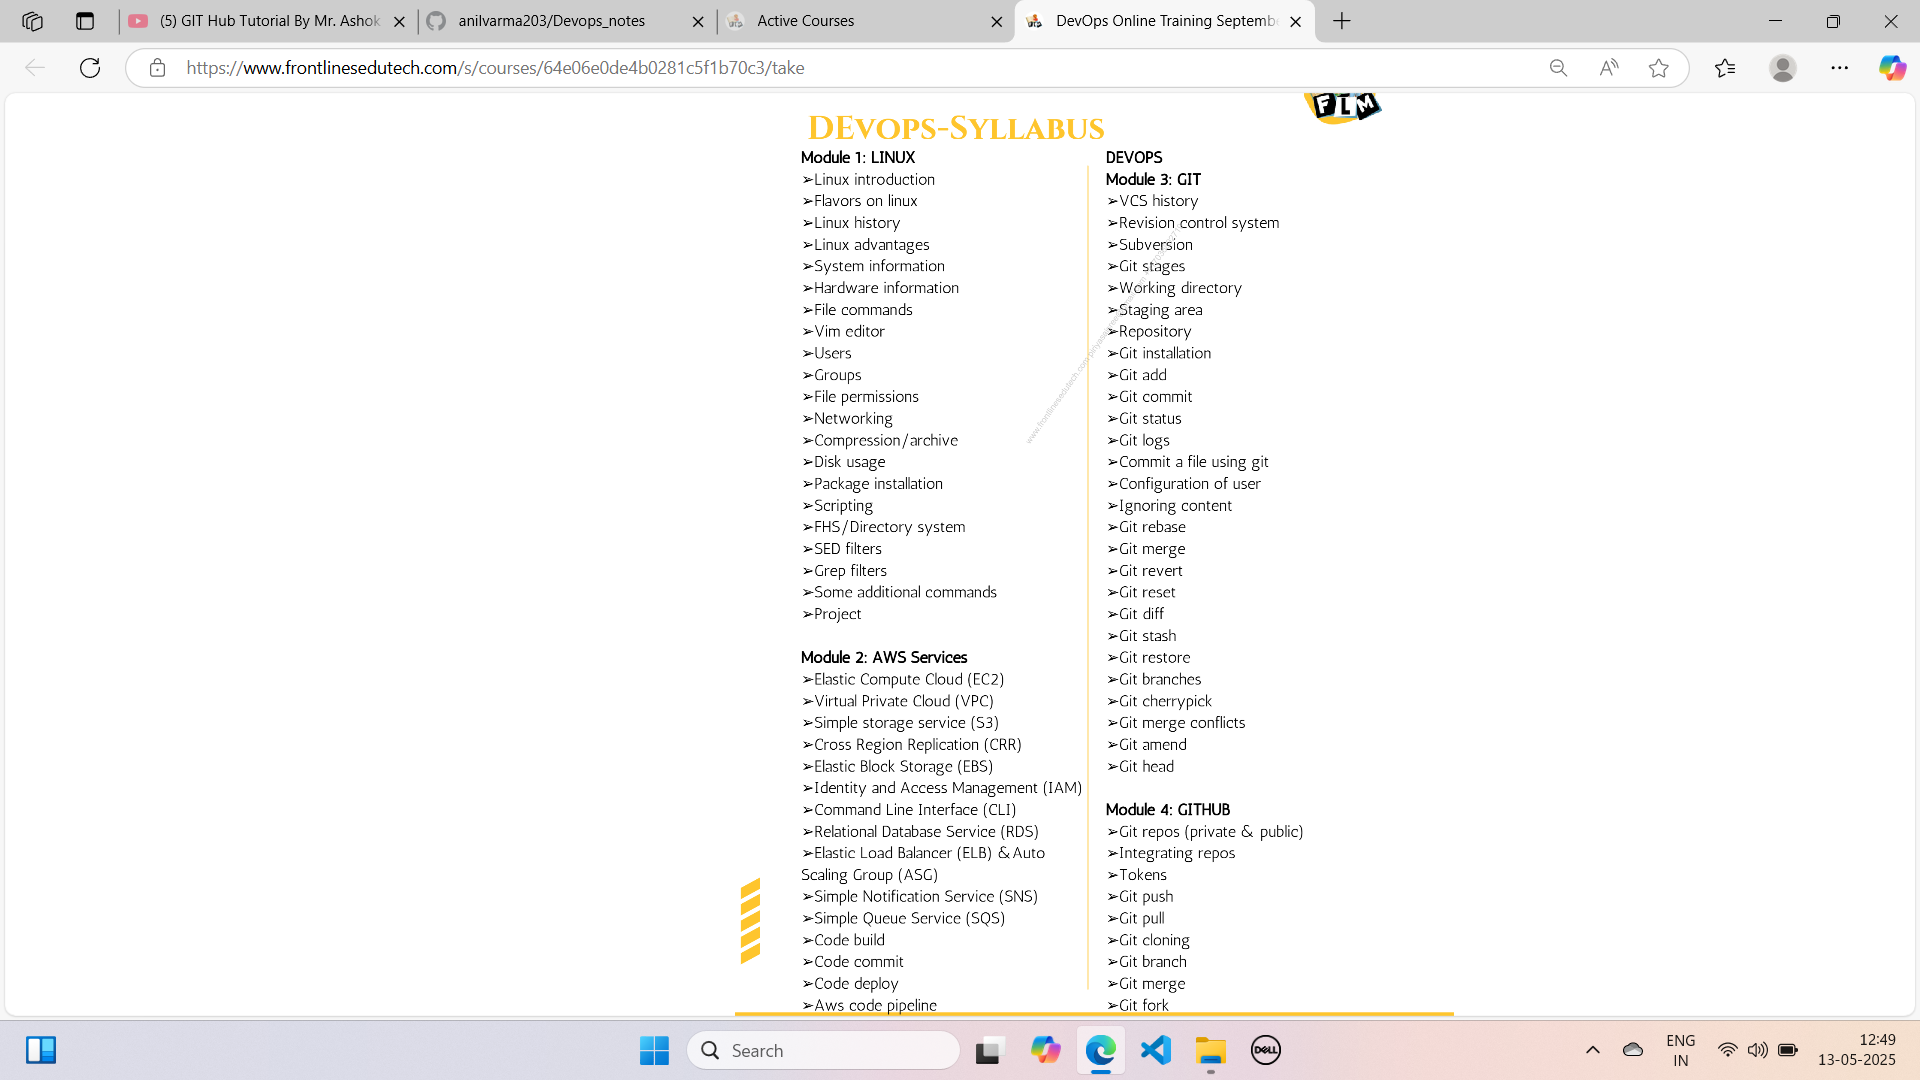 (5) GIT Hub Tutorial By Mr. Ashok
anilvarma203/Devops_notes
Active Courses
DevOps Online Training Septembe
https://www.frontlinesedutech.com/s/courses/64e06e0de4b0281c5f1b70c3/take
FLM
DEVOPS-SYLLABUS
Module 1: LINUX
➢Linux introduction
➢Flavors on linux
➢Linux history
➢Linux advantages
➢System information
➢Hardware information
➢File commands
➢Vim editor
➢Users
➢Groups
➢File permissions
➢Networking
➢Compression/archive
➢Disk usage
➢Package installation
➢Scripting
➢FHS/Directory system
➢SED filters
➢Grep filters
➢Some additional commands
➢Project
Module 2: AWS Services
➢Elastic Compute Cloud (EC2)
➢Virtual Private Cloud (VPC)
➢Simple storage service (S3)
➢Cross Region Replication (CRR)
➢Elastic Block Storage (EBS)
➢Identity and Access Management (IAM)
➢Command Line Interface (CLI)
➢Relational Database Service (RDS)
➢Elastic Load Balancer (ELB) &Auto
Scaling Group (ASG)
➢Simple Notification Service (SNS)
➢Simple Queue Service (SQS)
➢Code build
➢Code commit
➢Code deploy
➢Aws code pipeline
DEVOPS
Module 3: GIT
➢VCS history
➢Revision control system
➢Subversion
➢Git stages
➢Working directory
➢Staging area
➢Repository
➢Git installation
➢Git add
➢Git commit
➢Git status
➢Git logs
➢Commit a file using git
➢Configuration of user
➢Ignoring content
➢Git rebase
➢Git merge
➢Git revert
➢Git reset
➢Git diff
➢Git stash
➢Git restore
➢Git branches
➢Git cherrypick
➢Git merge conflicts
➢Git amend
➢Git head
Module 4: GITHUB
➢Git repos (private & public)
➢Integrating repos
➢Tokens
➢Git push
➢Git pull
➢Git cloning
➢Git branch
➢Git merge
➢Git fork
www.frontlinesedutech.com
Search
DELL
ENG
IN
12:49
13-05-2025